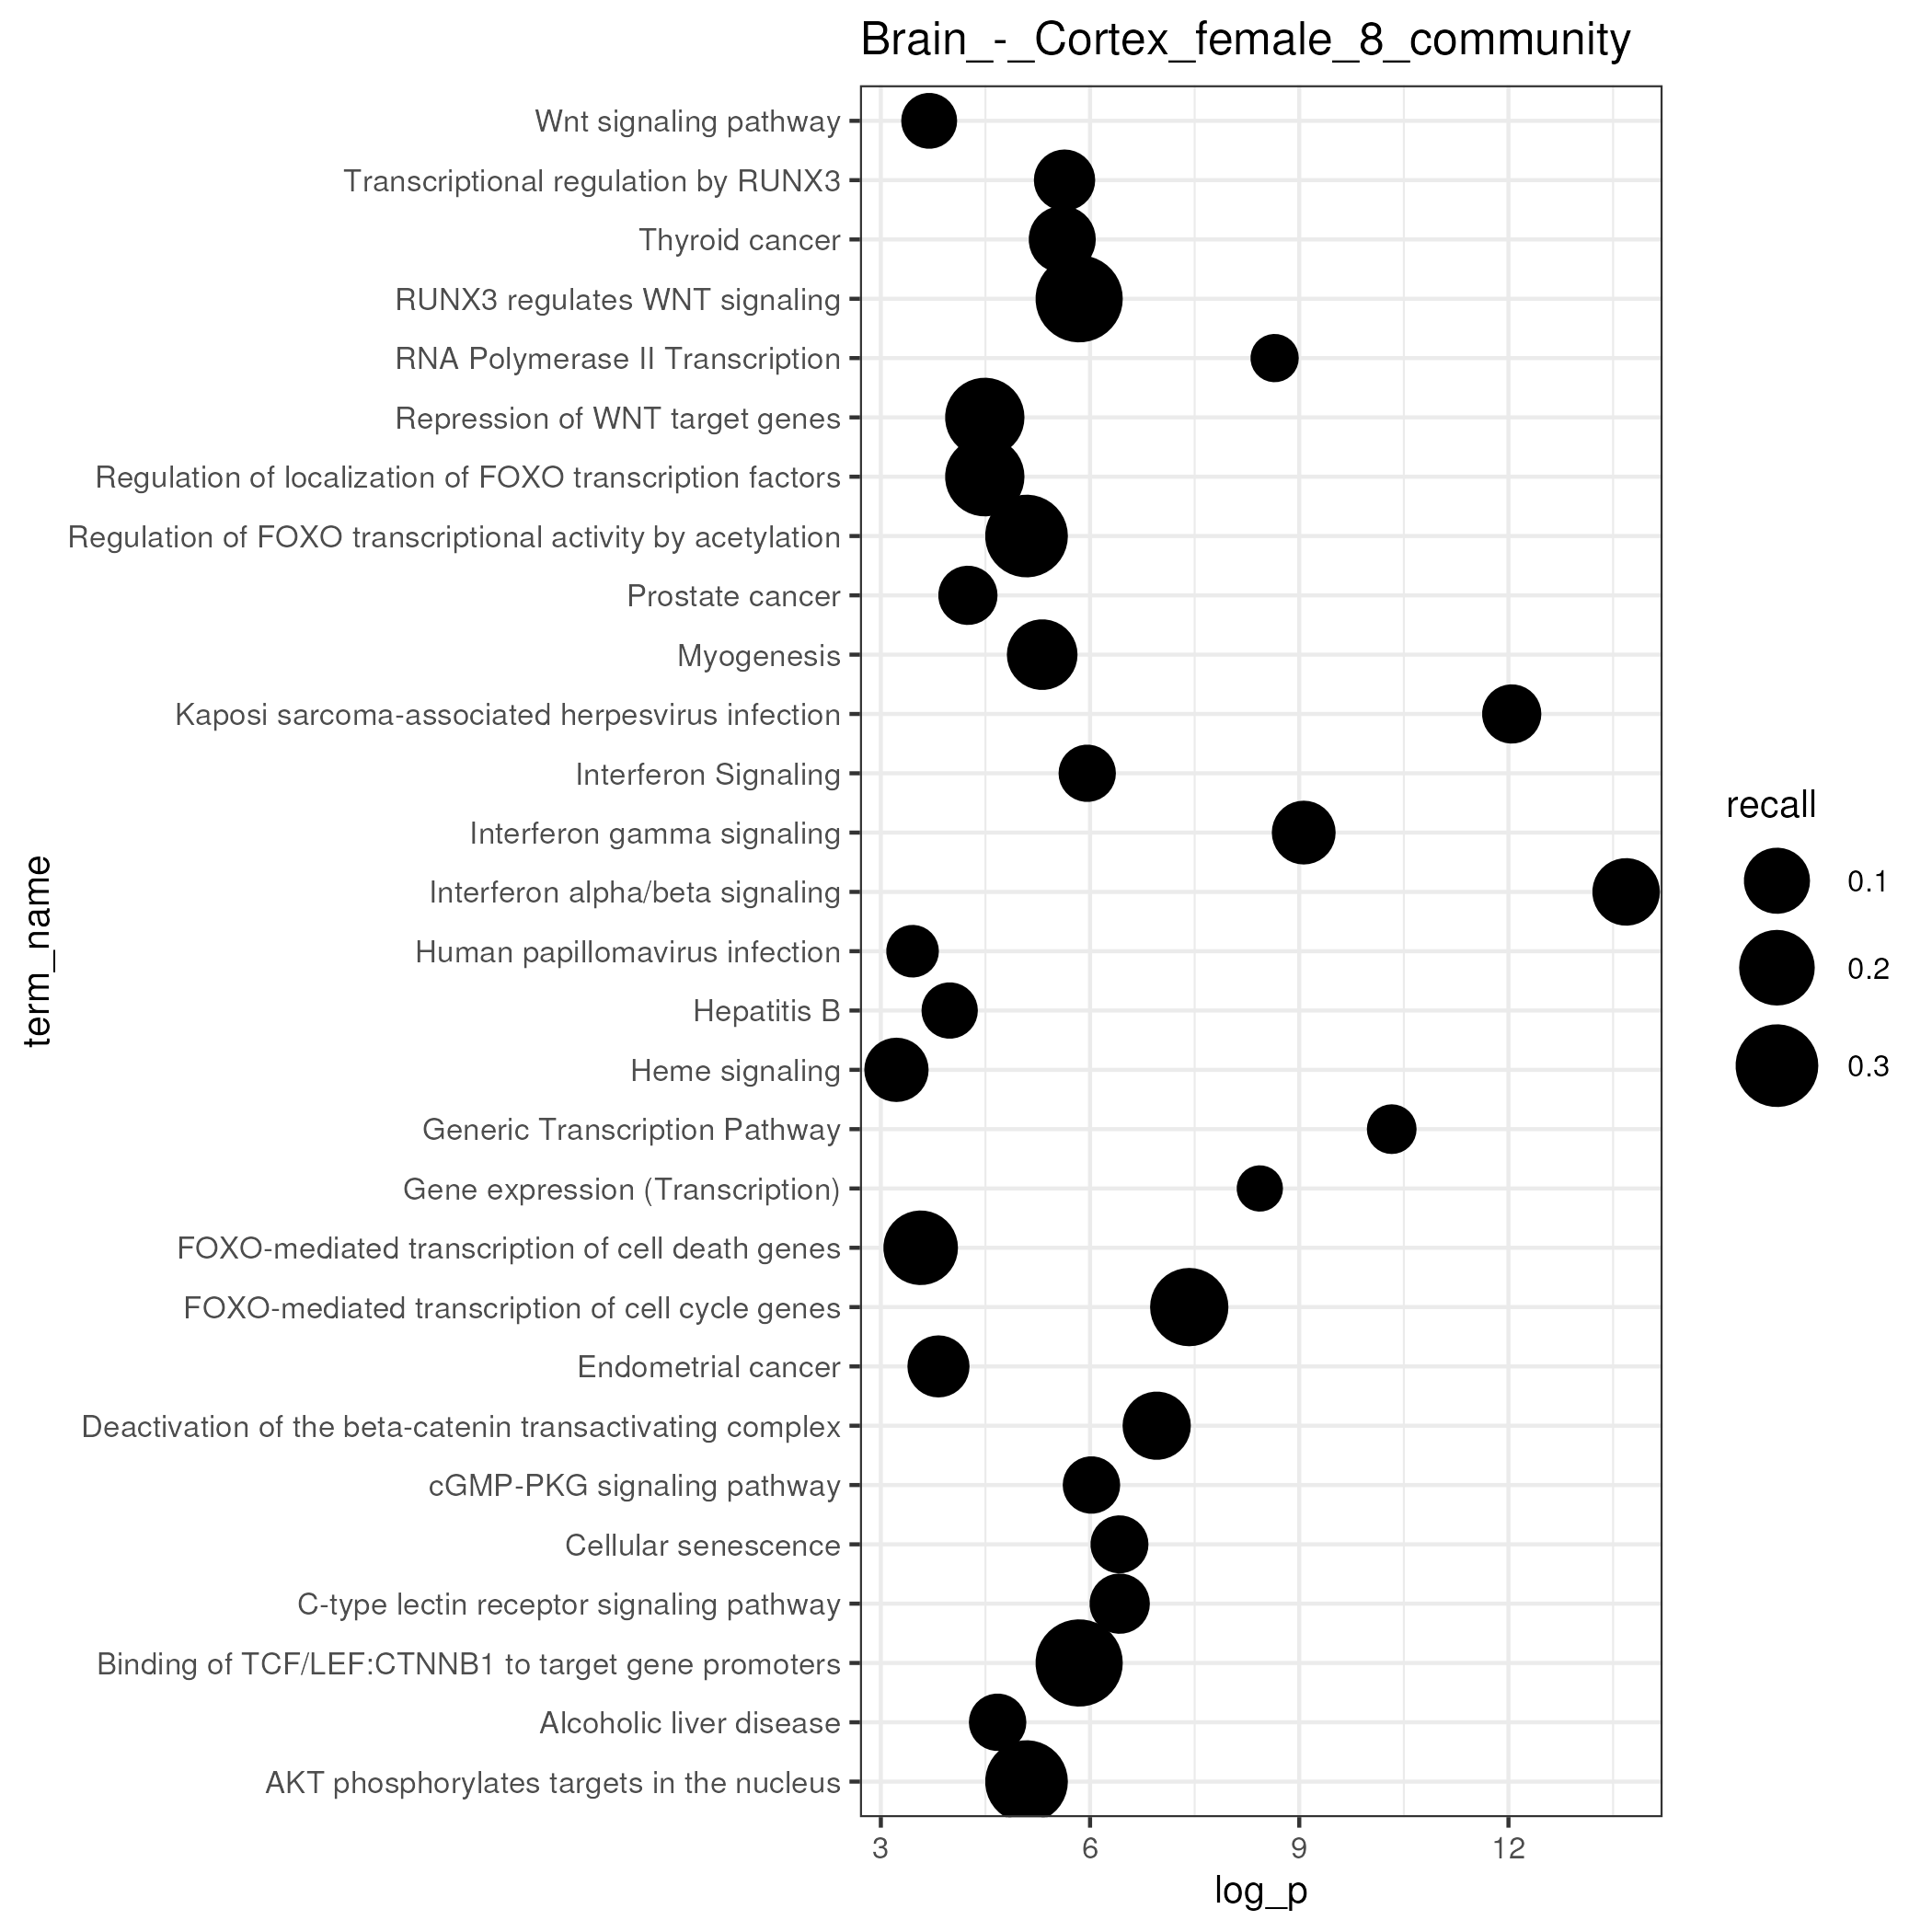 Brain_-_Cortex_female_8_community
Wnt signaling pathway
Transcriptional regulation by RUNX3
Thyroid cancer
RUNX3 regulates WNT signaling
RNA Polymerase II Transcription
Repression of WNT target genes
Regulation of localization of FOXO transcription factors
Regulation of FOXO transcriptional activity by acetylation
Prostate cancer
Myogenesis
Kaposi sarcoma-associated herpesvirus infection
Interferon Signaling
Interferon gamma signaling
Interferon alpha/beta signaling
Human papillomavirus infection
Hepatitis B
Heme signaling
Generic Transcription Pathway
Gene expression (Transcription)
FOXO-mediated transcription of cell death genes
FOXO-mediated transcription of cell cycle genes
Endometrial cancer
Deactivation of the beta-catenin transactivating complex
cGMP-PKG signaling pathway
Cellular senescence
C-type lectin receptor signaling pathway
Binding of TCF/LEF:CTNNB1 to target gene promoters
Alcoholic liver disease
AKT phosphorylates targets in the nucleus
term_name
3 6 9 12
log_p
recall
0.1
0.2
0.3